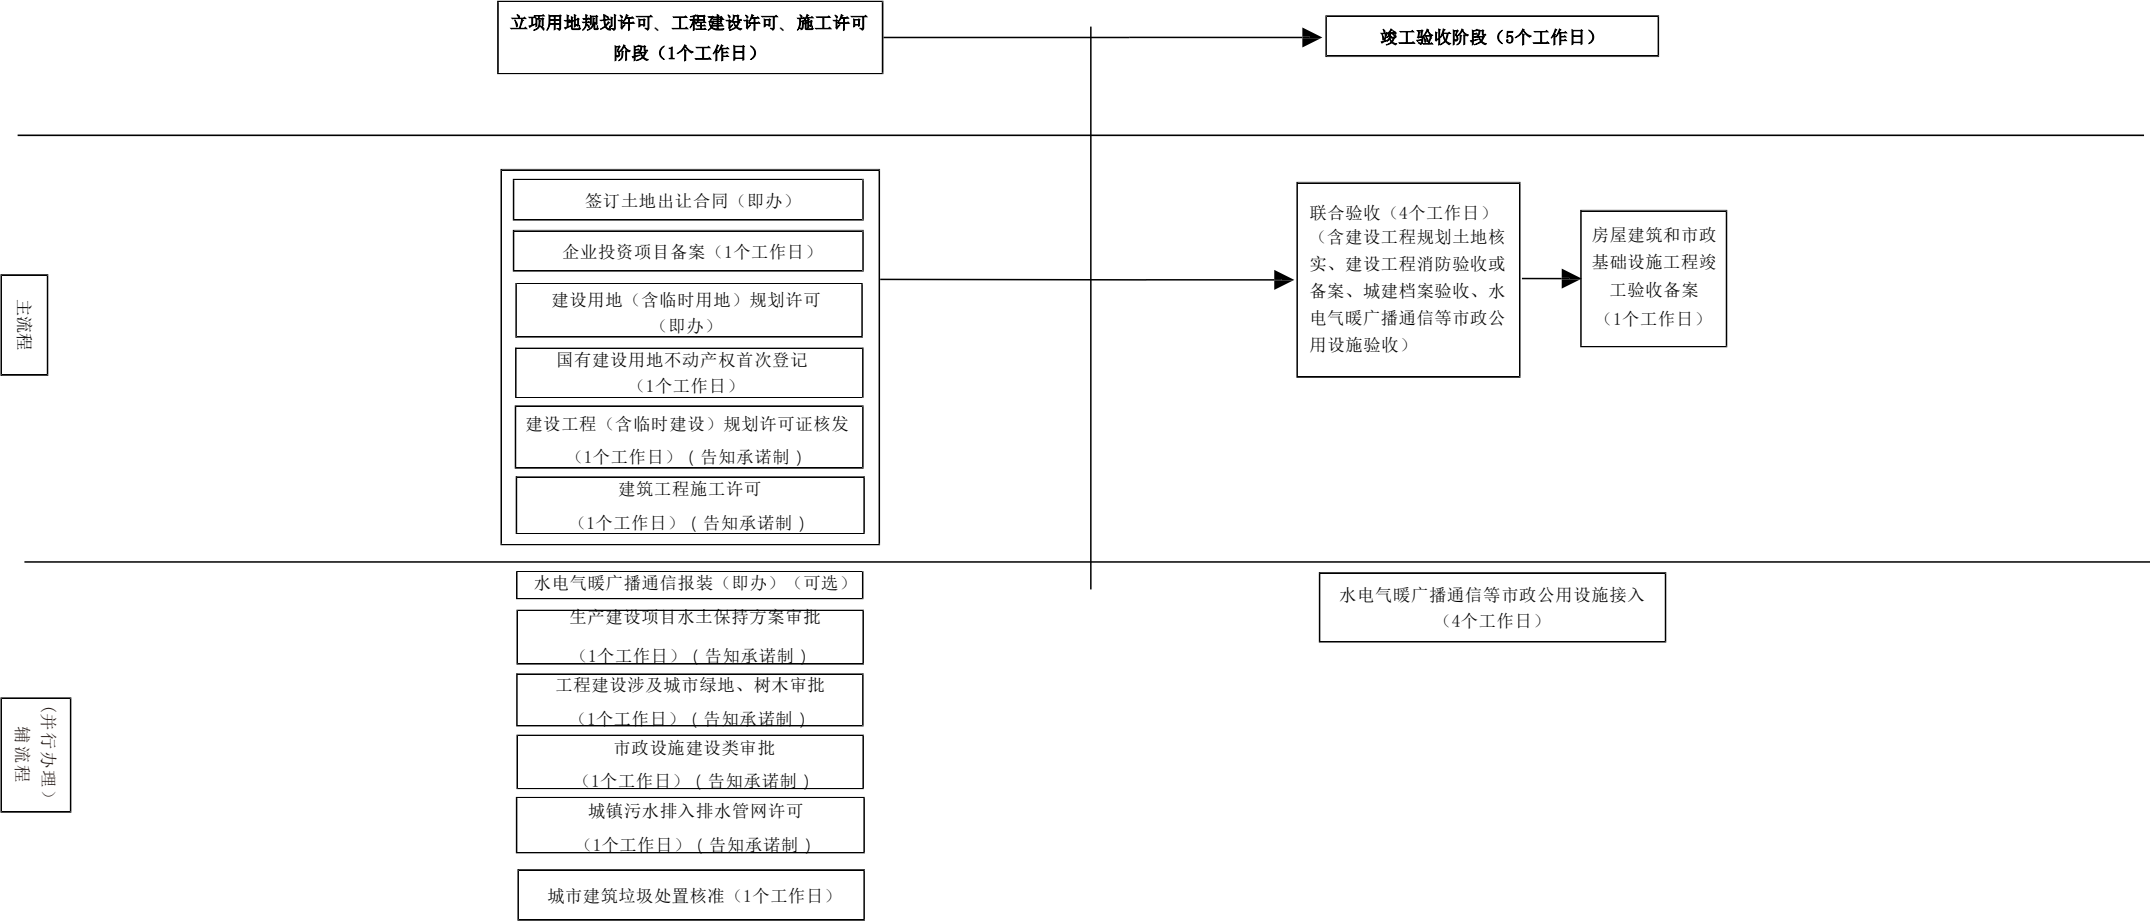 立项用地规划许可、工程建设许可、施工许可
阶段（1个工作日）
竣工验收阶段（5个工作日）
主流程
签订土地出让合同（即办）
企业投资项目备案（1个工作日）
建设用地（含临时用地）规划许可
（即办）
国有建设用地不动产权首次登记
（1个工作日）
建设工程（含临时建设）规划许可证核发
（1个工作日）(告知承诺制)
建筑工程施工许可
（1个工作日）(告知承诺制)
联合验收（4个工作日）
（含建设工程规划土地核
实、建设工程消防验收或
备案、城建档案验收、水
电气暖广播通信等市政公
用设施验收）
房屋建筑和市政
基础设施工程竣
工验收备案
（1个工作日）
(并行办理）
辅流程
水电气暖广播通信报装（即办）（可选）
生产建设项目水土保持方案审批
（1个工作日）(告知承诺制)
工程建设涉及城市绿地、树木审批
（1个工作日）(告知承诺制)
市政设施建设类审批
（1个工作日）(告知承诺制)
城镇污水排入排水管网许可
（1个工作日）(告知承诺制)
城市建筑垃圾处置核准（1个工作日）
水电气暖广播通信等市政公用设施接入
（4个工作日）